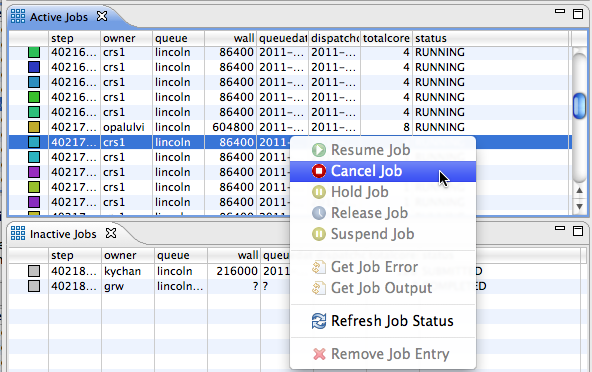 Active Jobs
step owner queue wall queuedat dispatchc totalcore status
40216... crs1 lincoln 86400 2011-... 2011-... 4 RUNNING
40216... crs1 lincoln 86400 2011-... 2011-... 4 RUNNING
40216... crs1 lincoln 86400 2011-... 2011-... 4 RUNNING
40216... crs1 lincoln 86400 2011-... 2011-... 4 RUNNING
40216... crs1 lincoln 86400 2011-... 2011-... 4 RUNNING
40217... opalulvi lincoln 604800 2011-... 2011-... 8 RUNNING
40217... crs1 lincoln 86400 2011-
40217... crs1 lincoln 86400 2011-
40217... crs1 lincoln 86400 2011-
40217... crs1 lincoln 86400 2011-
40217... crs1 lincoln 86400 2011-
Resume Job
Cancel Job
Hold Job
Release Job
Suspend Job
Get Job Error
Get Job Output
Refresh Job Status
Remove Job Entry
Inactive Jobs
step owner queue wall queu
40218... kychan lincoln 216000 2011
40218... grw lincoln... ? ?